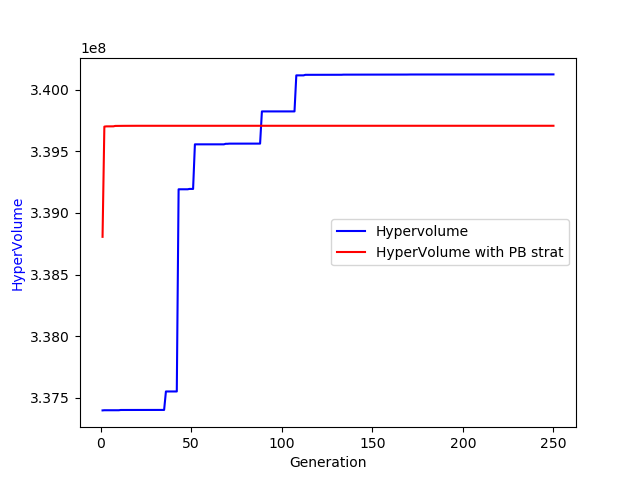 1e8
3.400
3.395
3.390
3.385
3.380
3.375
HyperVolume
Hypervolume
HyperVolume with PB strat
0 50 100 150 200 250
Generation